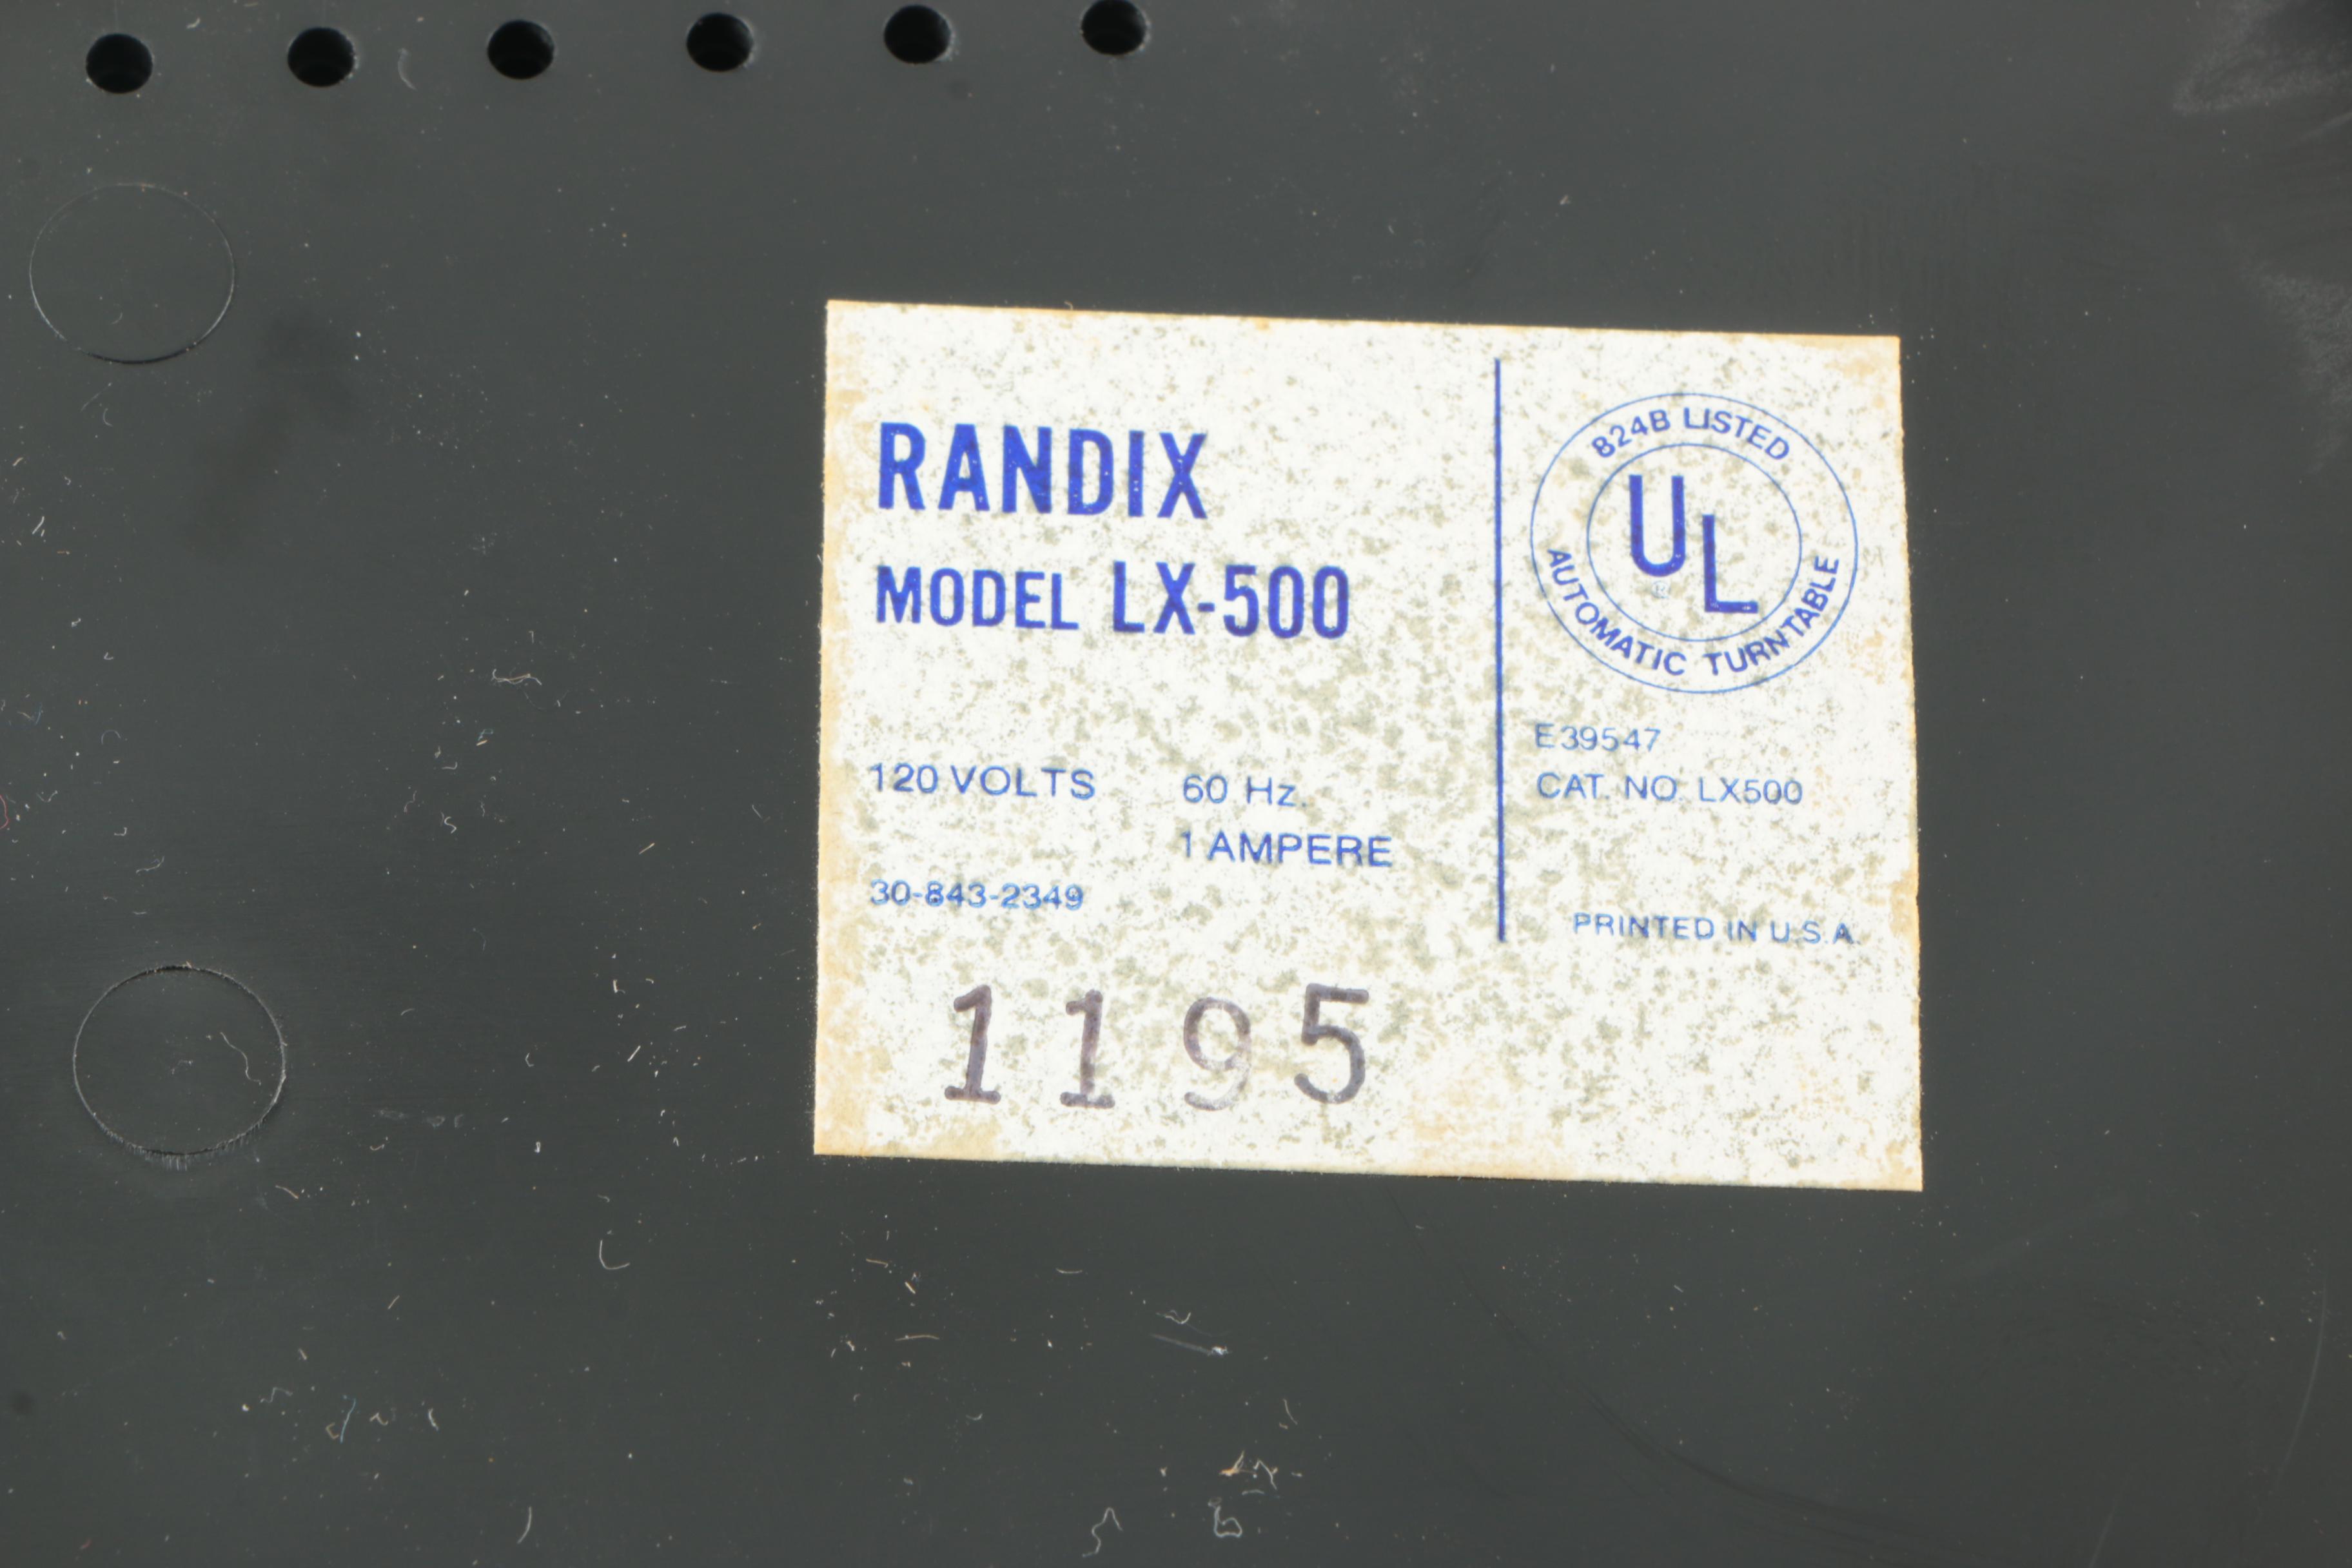 RANDIX
MODEL LX-500
120 VOLTS 60 Hz.
1 AMPERE
30-843-2349
1195
824B LISTED
UL
®
AUTOMATIC TURNTABLE
E39547
CAT. NO. LX500
PRINTED IN U.S.A.